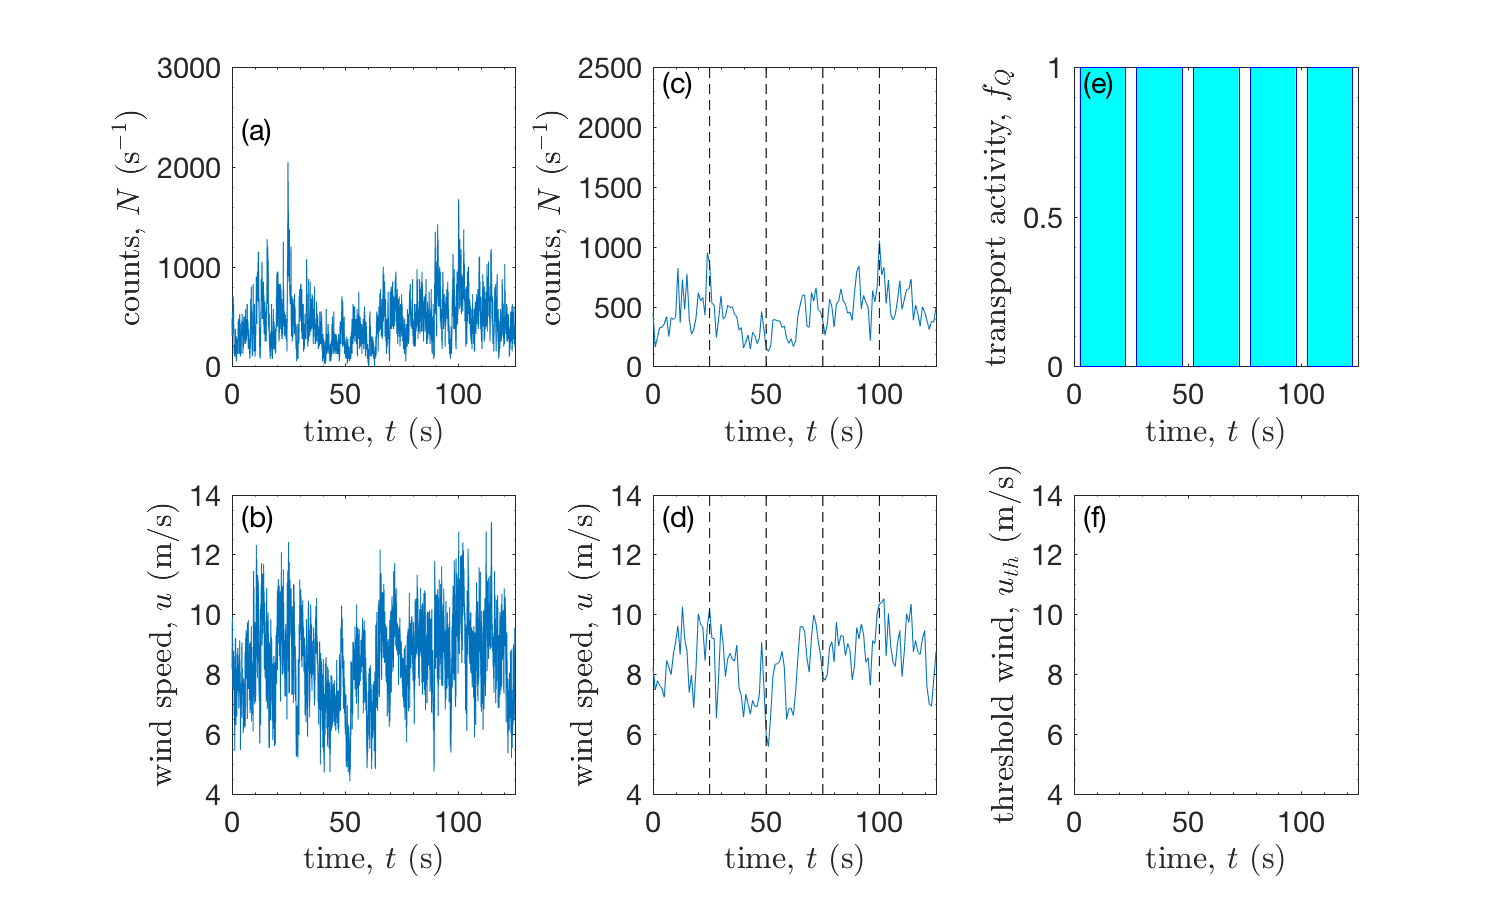 3000
2000
1000
0
0
50
100
counts, N (s⁻¹)
time, t (s)
(a)
2500
2000
1500
1000
500
0
0
50
100
counts, N (s⁻¹)
time, t (s)
(c)
1
0.5
0
0
50
100
transport activity, f_Q
time, t (s)
(e)
14
12
10
8
6
4
0
50
100
wind speed, u (m/s)
time, t (s)
(b)
14
12
10
8
6
4
0
50
100
wind speed, u (m/s)
time, t (s)
(d)
14
12
10
8
6
4
0
50
100
threshold wind, u_th (m/s)
time, t (s)
(f)